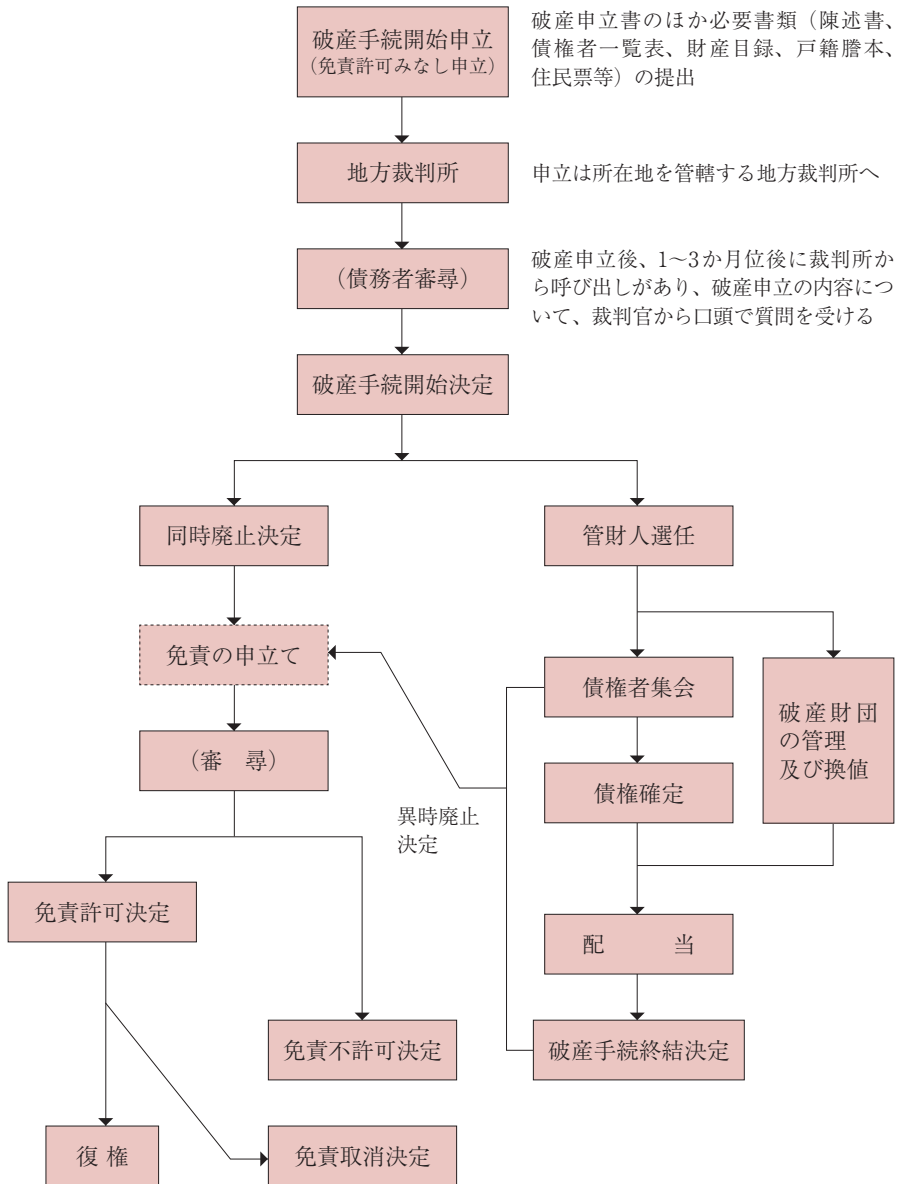 破産手続開始申立
（免責許可みなし申立）
破産申立書のほか必要書類（陳述書、
債権者一覧表、財産目録、戸籍謄本、
住民票等）の提出
地方裁判所
申立は所在地を管轄する地方裁判所へ
（債務者審尋）
破産申立後、1〜3か月位後に裁判所か
ら呼び出しがあり、破産申立の内容につ
いて、裁判官から口頭で質問を受ける
破産手続開始決定
同時廃止決定
管財人選任
免責の申立て
債権者集会
破産財団
の管理
及び換値
（審　尋）
債権確定
異時廃止
決定
免責許可決定
配　　当
免責不許可決定
破産手続終結決定
復 権
免責取消決定